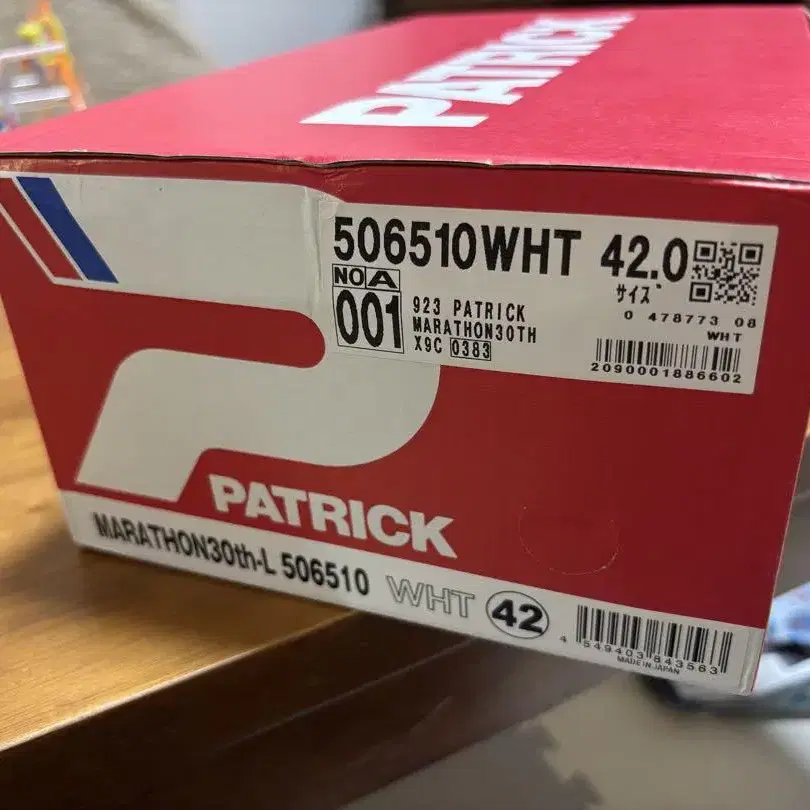 PATRICK
506510WHT 42.0
サイズ
NO A
001
923 PATRICK
MARATHON30TH
X9C 0383
0 478773 08
WHT
2090001886602
PATRICK
MARATHON30th-L 506510 WHT 42
4 549403 843563
MADE IN JAPAN